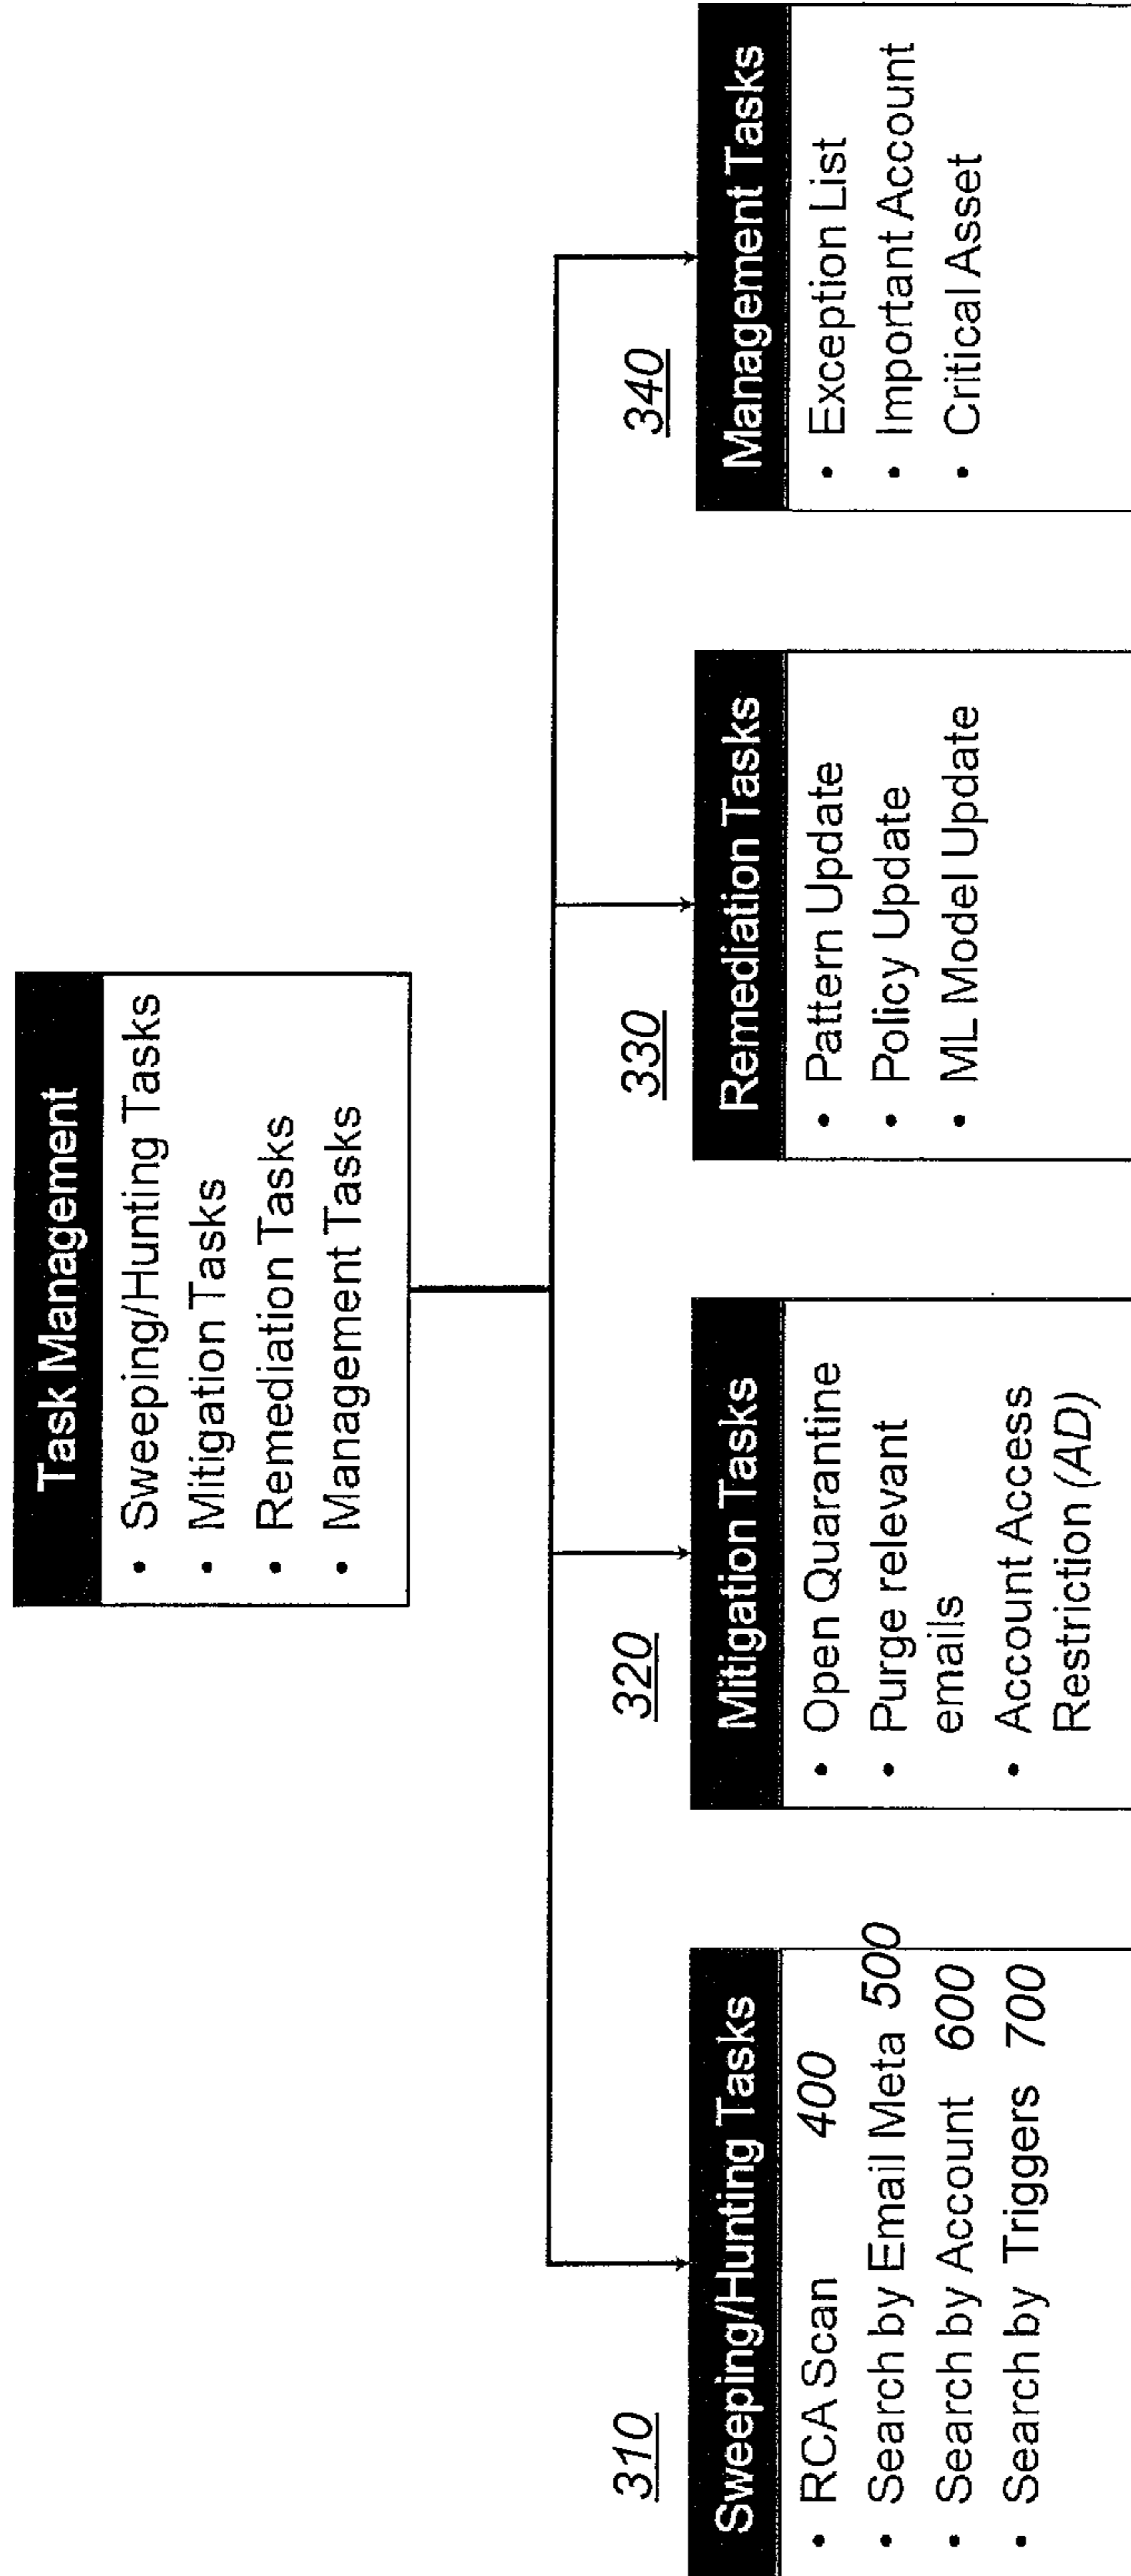 Task Management
• Sweeping/Hunting Tasks
• Mitigation Tasks
• Remediation Tasks
• Management Tasks
310
Sweeping/Hunting Tasks
• RCA Scan 400
• Search by Email Meta 500
• Search by Account 600
• Search by Triggers 700
320
Mitigation Tasks
• Open Quarantine
• Purge relevant
emails
• Account Access
Restriction (AD)
330
Remediation Tasks
• Pattern Update
• Policy Update
• ML Model Update
340
Management Tasks
• Exception List
• Important Account
• Critical Asset